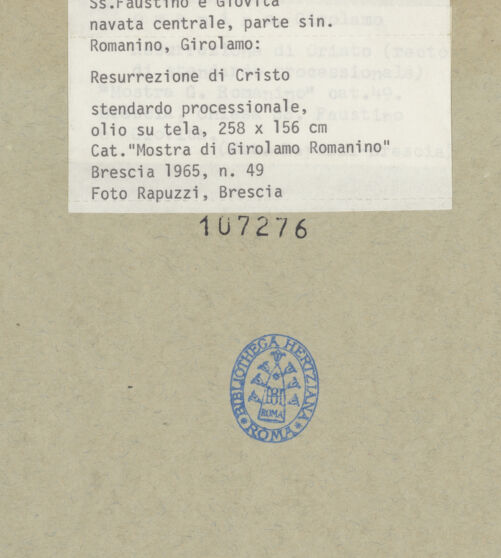 Ss.Faustino e Giovita
navata centrale, parte sin.
Romanino, Girolamo:
Resurrezione di Cristo
stendardo processionale,
olio su tela, 258 x 156 cm
Cat."Mostra di Girolamo Romanino"
Brescia 1965, n. 49
Foto Rapuzzi, Brescia
107276
BIBLIOTHECA HERTZIANA
ROMA
ROMA